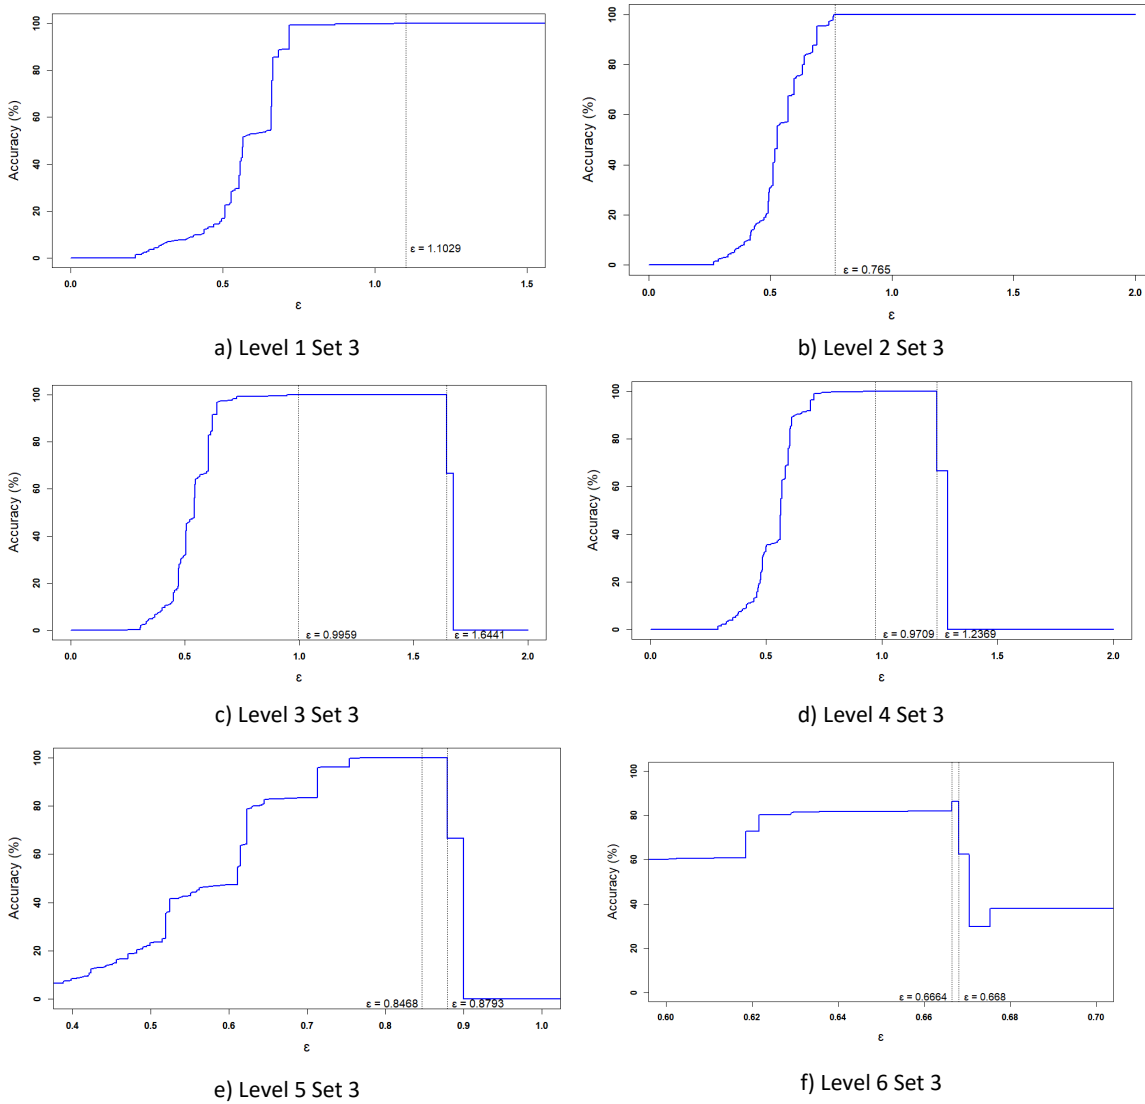 100
80
60
40
20
0
Accuracy (%)
ε = 1.1029
0.0 0.5 1.0 1.5
ε
a) Level 1 Set 3
100
80
60
40
20
0
Accuracy (%)
ε = 0.765
0.0 0.5 1.0 1.5 2.0
ε
b) Level 2 Set 3
100
80
60
40
20
0
Accuracy (%)
ε = 0.9959 ε = 1.6441
0.0 0.5 1.0 1.5 2.0
ε
c) Level 3 Set 3
100
80
60
40
20
0
Accuracy (%)
ε = 0.9709 ε = 1.2369
0.0 0.5 1.0 1.5 2.0
ε
d) Level 4 Set 3
100
80
60
40
20
0
Accuracy (%)
ε = 0.8468 ε = 0.8793
0.4 0.5 0.6 0.7 0.8 0.9 1.0
ε
e) Level 5 Set 3
100
80
60
40
20
0
Accuracy (%)
ε = 0.6664 ε = 0.668
0.60 0.62 0.64 0.66 0.68 0.70
ε
f) Level 6 Set 3